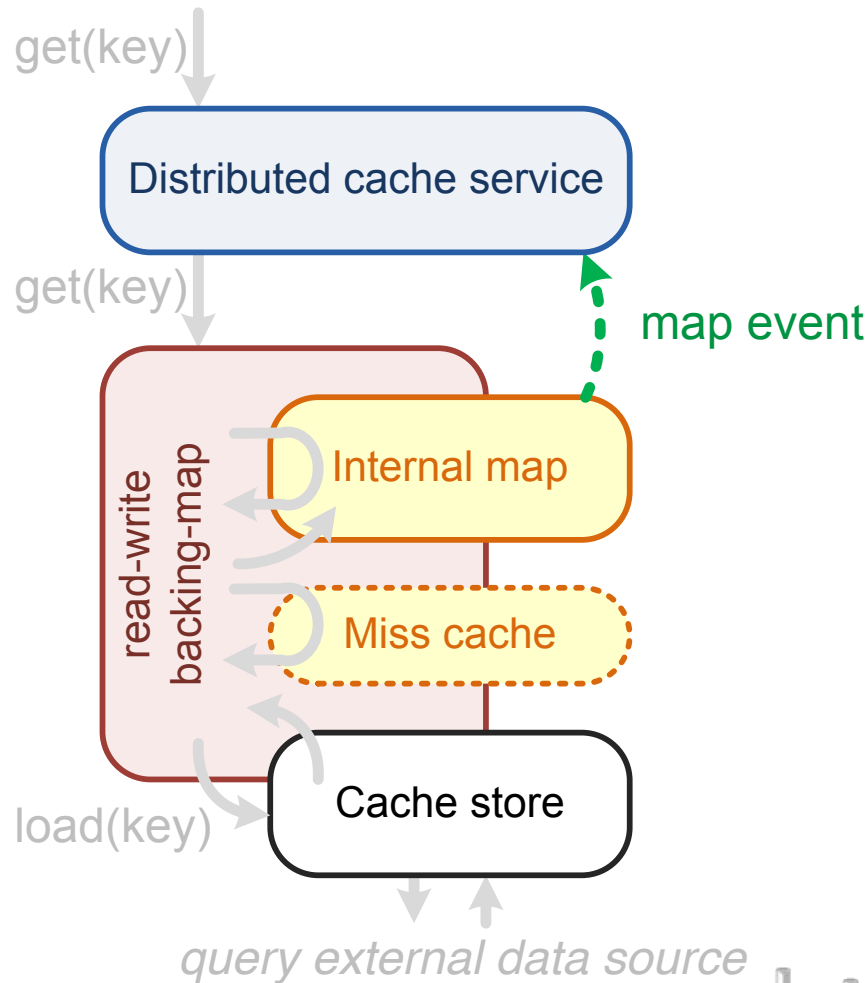 get(key)
Distributed cache service
get(key)
map event
read-write
backing-map
Internal map
Miss cache
Cache store
load(key)
query external data source